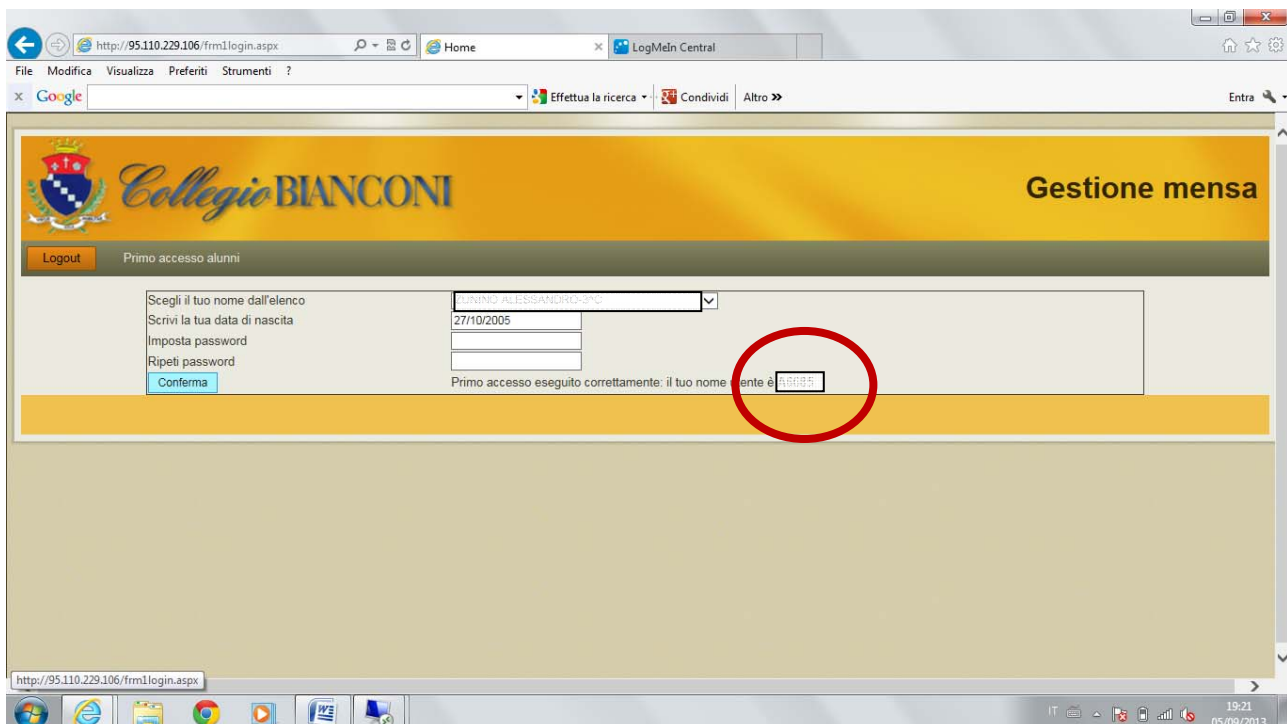 http://95.110.229.106/frm1login.aspx
Home
LogMeIn Central
File Modifica Visualizza Preferiti Strumenti ?
x Google
Effettua la ricerca
Condividi
Altro »
Entra
Collegio BIANCONI
Gestione mensa
Logout
Primo accesso alunni
Scegli il tuo nome dall'elenco
Scrivi la tua data di nascita 27/10/2005
Imposta password
Ripeti password
Conferma Primo accesso eseguito correttamente: il tuo nome utente è
http://95.110.229.106/frm1login.aspx
IT
19:21
05/09/2013